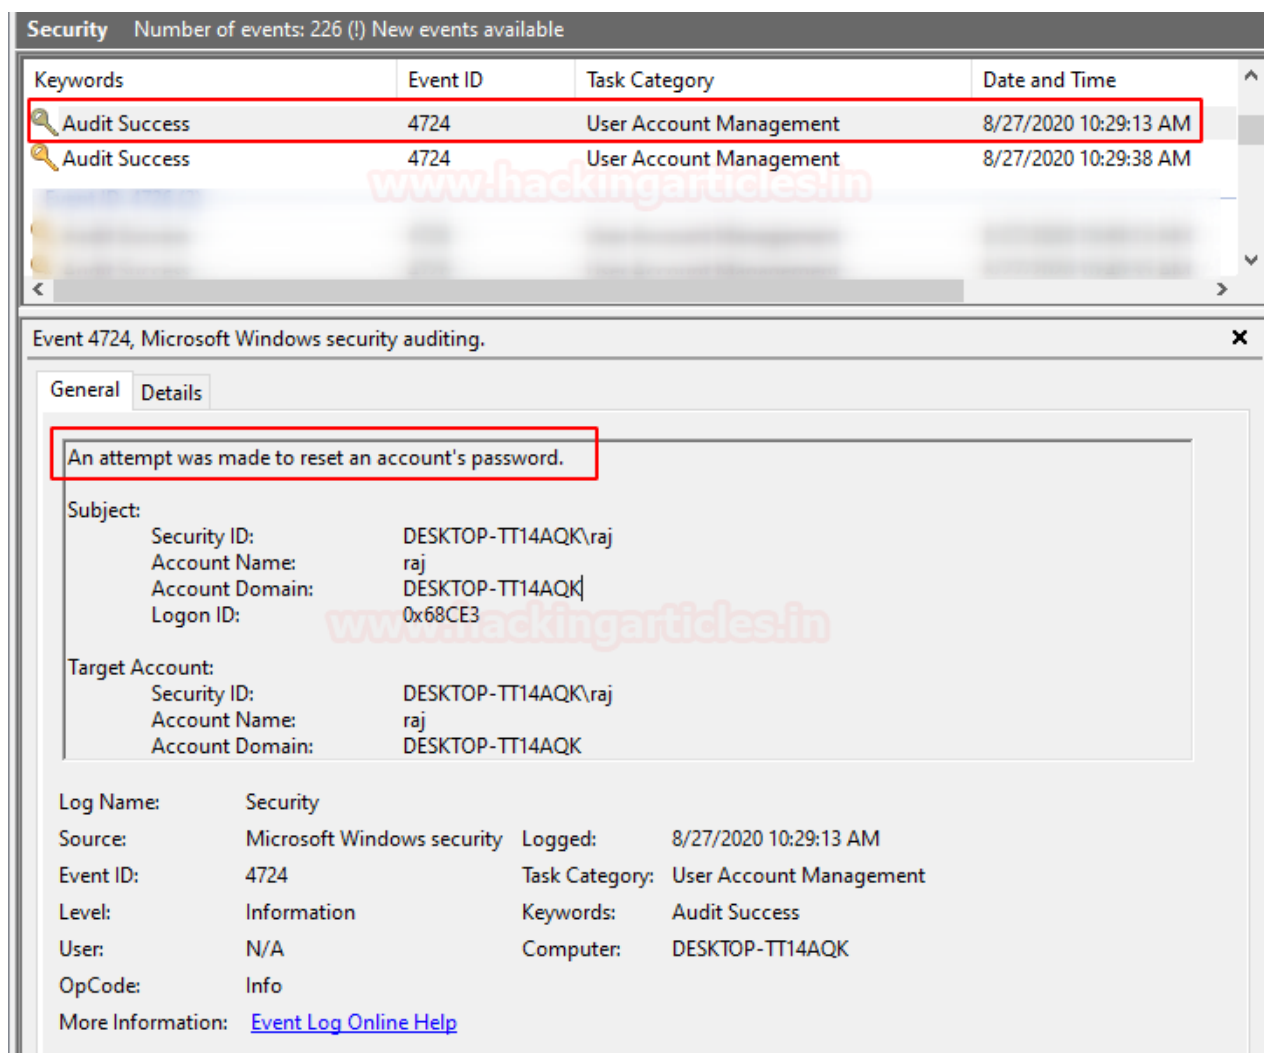 Security Number of events: 226 (!) New events available
Keywords Event ID Task Category Date and Time
Audit Success 4724 User Account Management 8/27/2020 10:29:13 AM
Audit Success 4724 User Account Management 8/27/2020 10:29:38 AM
www.hackingarticles.in
Event 4724, Microsoft Windows security auditing.
General Details
An attempt was made to reset an account's password.
Subject:
Security ID: DESKTOP-TT14AQK\raj
Account Name: raj
Account Domain: DESKTOP-TT14AQK
Logon ID: 0x68CE3
www.hackingarticles.in
Target Account:
Security ID: DESKTOP-TT14AQK\raj
Account Name: raj
Account Domain: DESKTOP-TT14AQK
Log Name: Security
Source: Microsoft Windows security Logged: 8/27/2020 10:29:13 AM
Event ID: 4724 Task Category: User Account Management
Level: Information Keywords: Audit Success
User: N/A Computer: DESKTOP-TT14AQK
OpCode: Info
More Information: Event Log Online Help